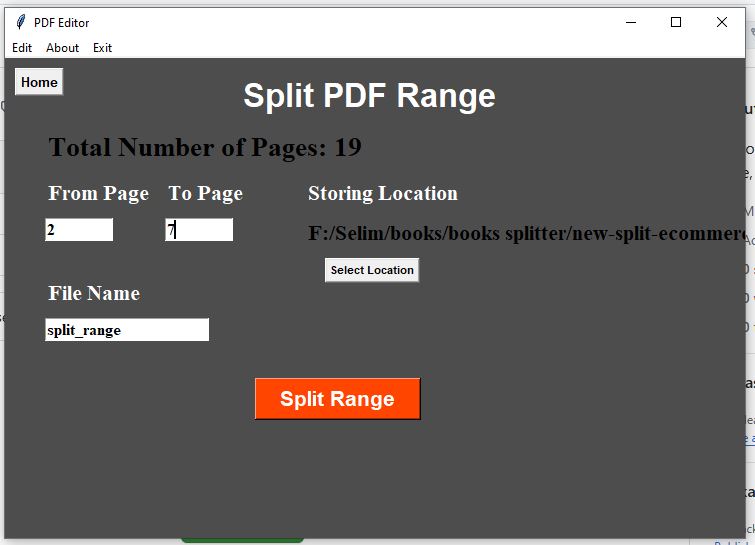 PDF Editor
Edit About Exit
Home
Split PDF Range
Total Number of Pages: 19
From Page To Page Storing Location
2 7 F:/Selim/books/books splitter/new-split-ecommerc
Select Location
File Name
split_range
Split Range